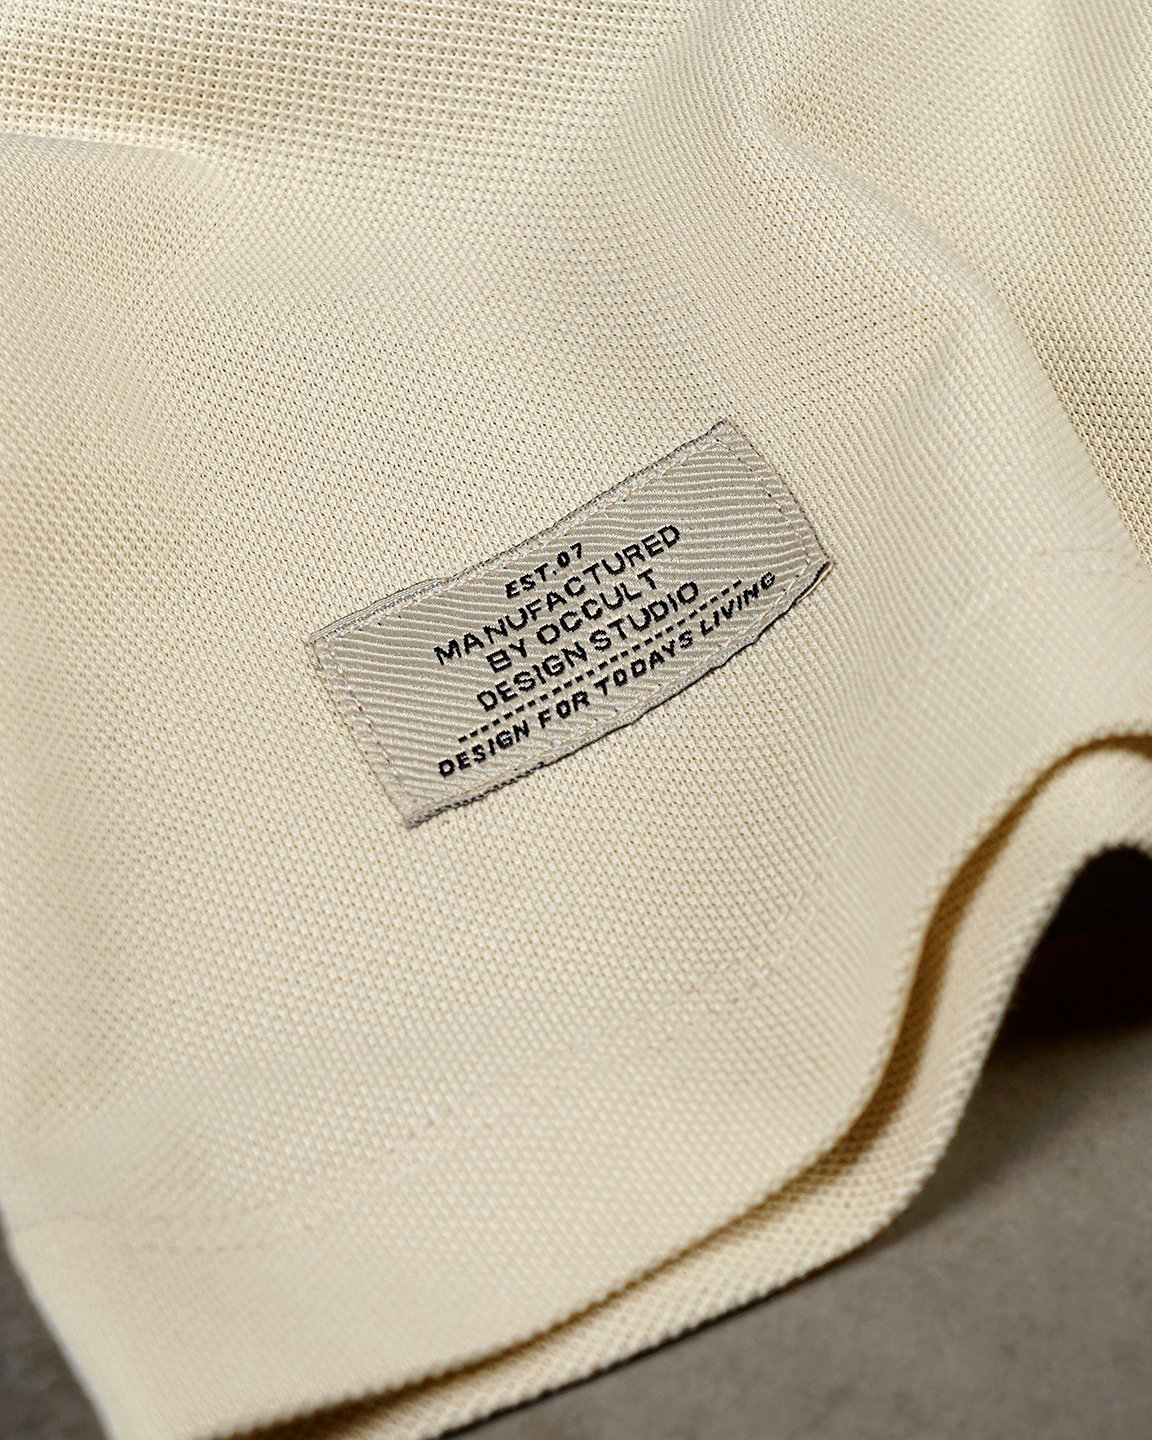 EST.07
MANUFACTURED
BY OCCULT
DESIGN STUDIO
DESIGN FOR TODAYS LIVING